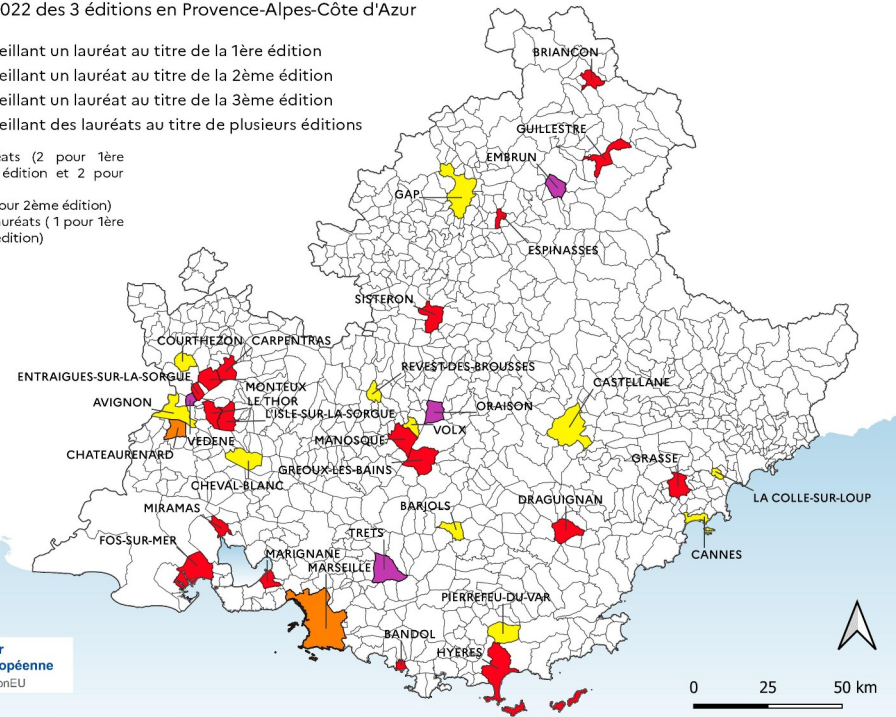 022 des 3 éditions en Provence-Alpes-Côte d'Azur
eillant un lauréat au titre de la 1ère édition
eillant un lauréat au titre de la 2ème édition
eillant un lauréat au titre de la 3ème édition
eillant des lauréats au titre de plusieurs éditions
ats (2 pour 1ère
édition et 2 pour
our 2ème édition)
uréats ( 1 pour 1ère
dition)
BRIANCON
GUILLESTRE
EMBRUN
GAP
ESPINASSES
SISTERON
COURTHEZON
CARPENTRAS
ENTRAIGUES-SUR-LA-SORGUE
REVEST-DES-BROUSSES
MONTEUX
CASTELLANE
AVIGNON
LE THOR
L'ISLE-SUR-LA-SORGUE
ORAISON
VEDENE
MANOSQUE
VOLX
CHATEAURENARD
GREOUX-LES-BAINS
GRASSE
CHEVAL-BLANC
LA COLLE-SUR-LOUP
MIRAMAS
BARJOLS
DRAGUIGNAN
FOS-SUR-MER
TRETS
MARIGNANE
CANNES
MARSEILLE
PIERREFEU-DU-VAR
BANDOL
HYERES
r
opéenne
onEU
0 25 50 km